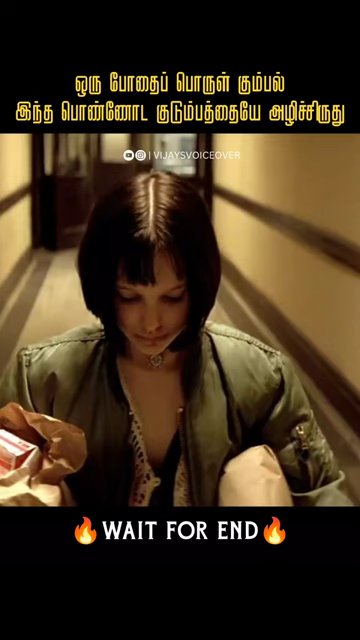 ஒரு போதைப் பொருள் கும்பல்
இந்த பொண்ணோட குடும்பத்தையே அழிச்சிருது
| VIJAYSVOICEOVER
🔥WAIT FOR END🔥